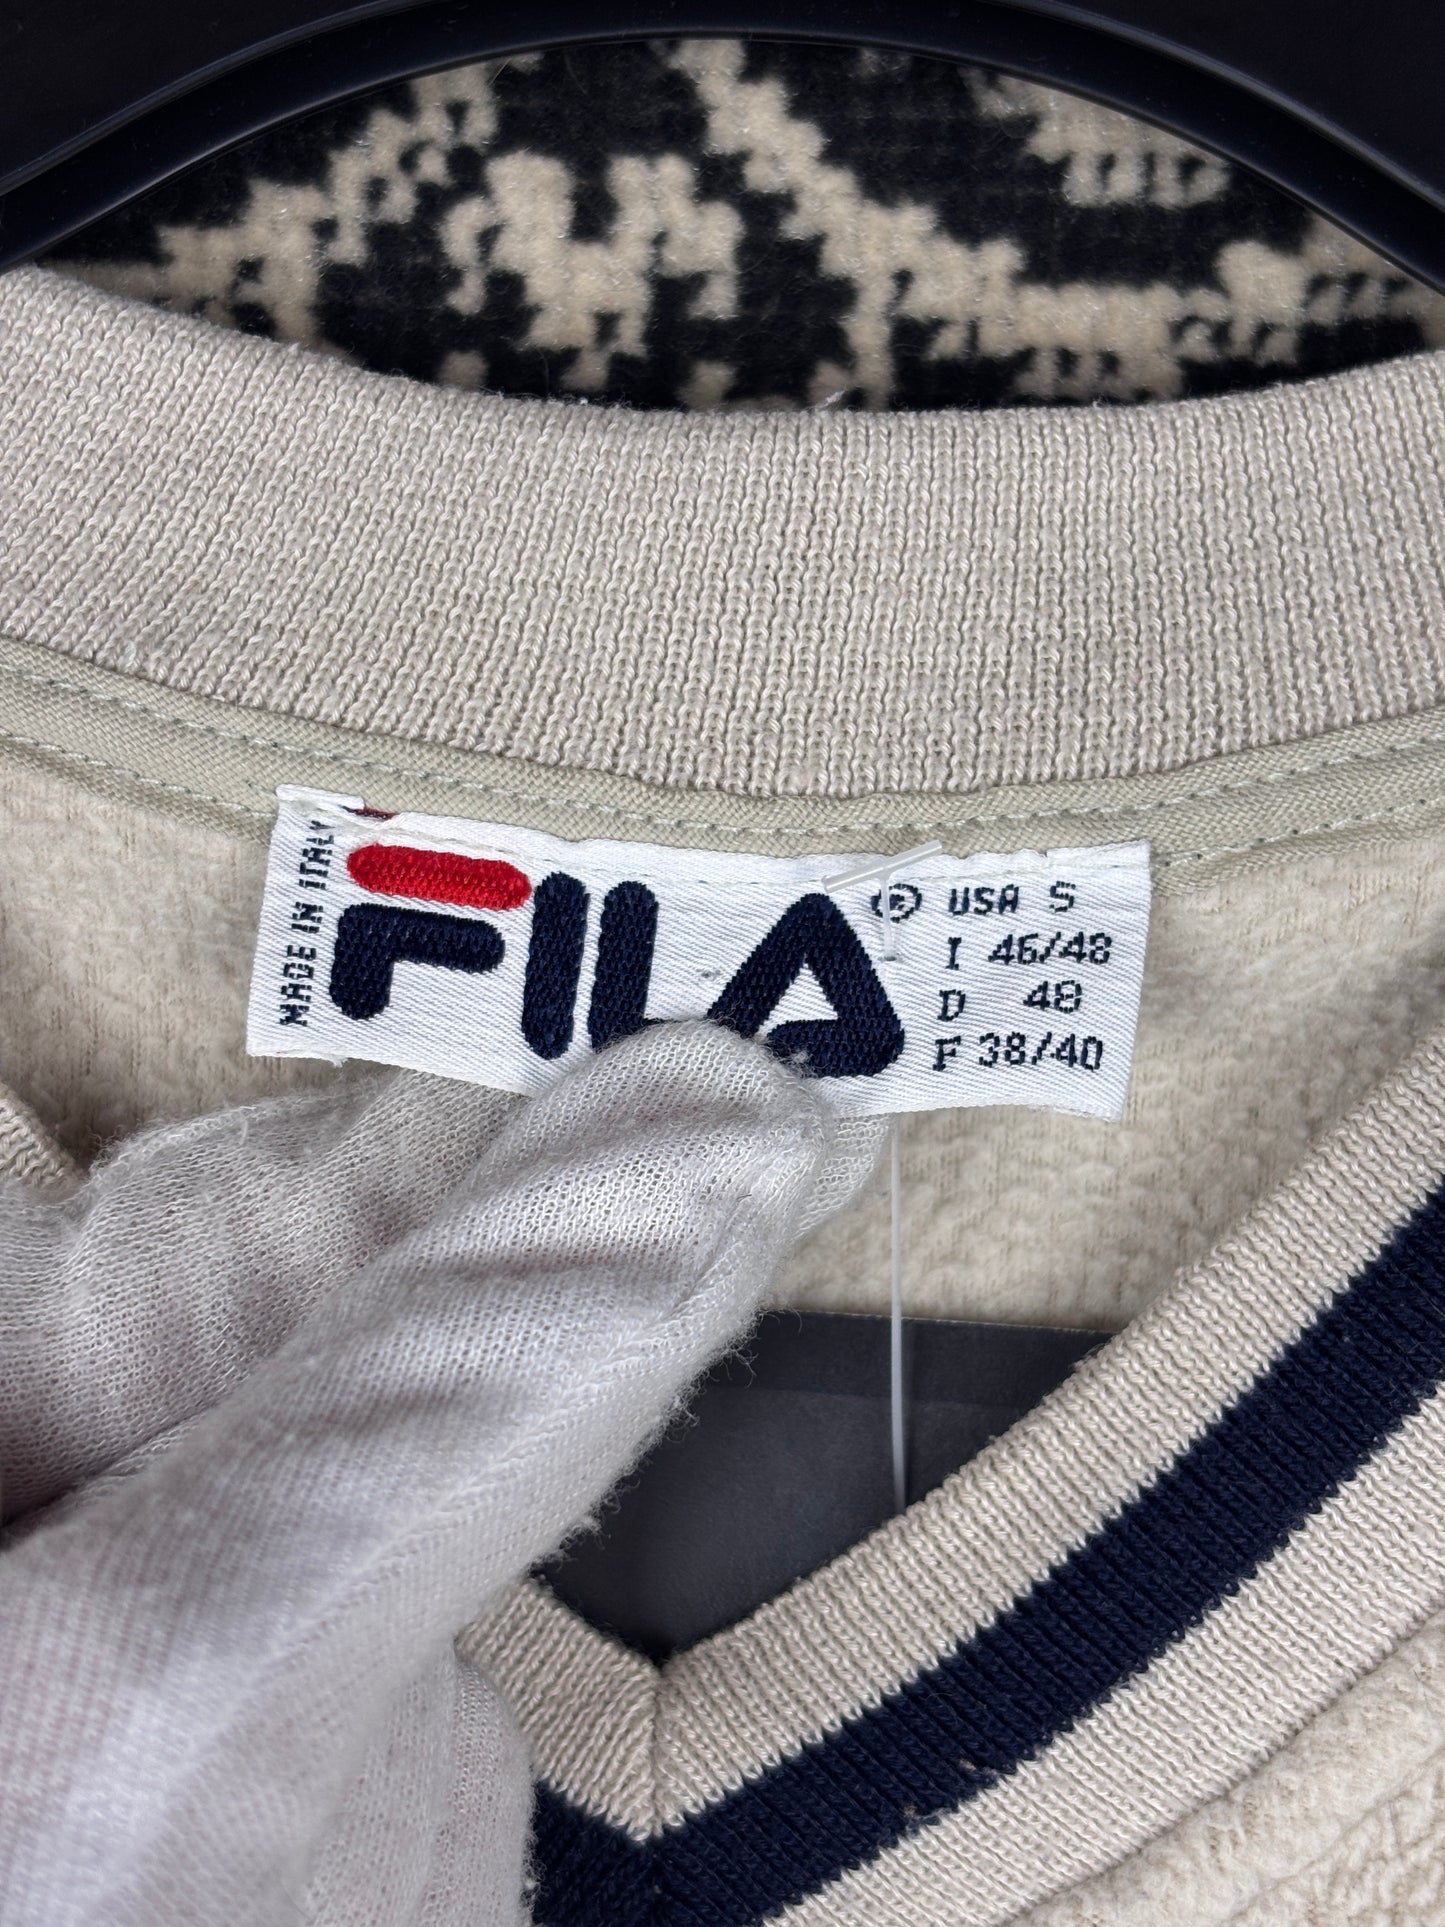 MADE IN ITALY
FILA ®
USA S
I 46/48
D 48
F 38/40